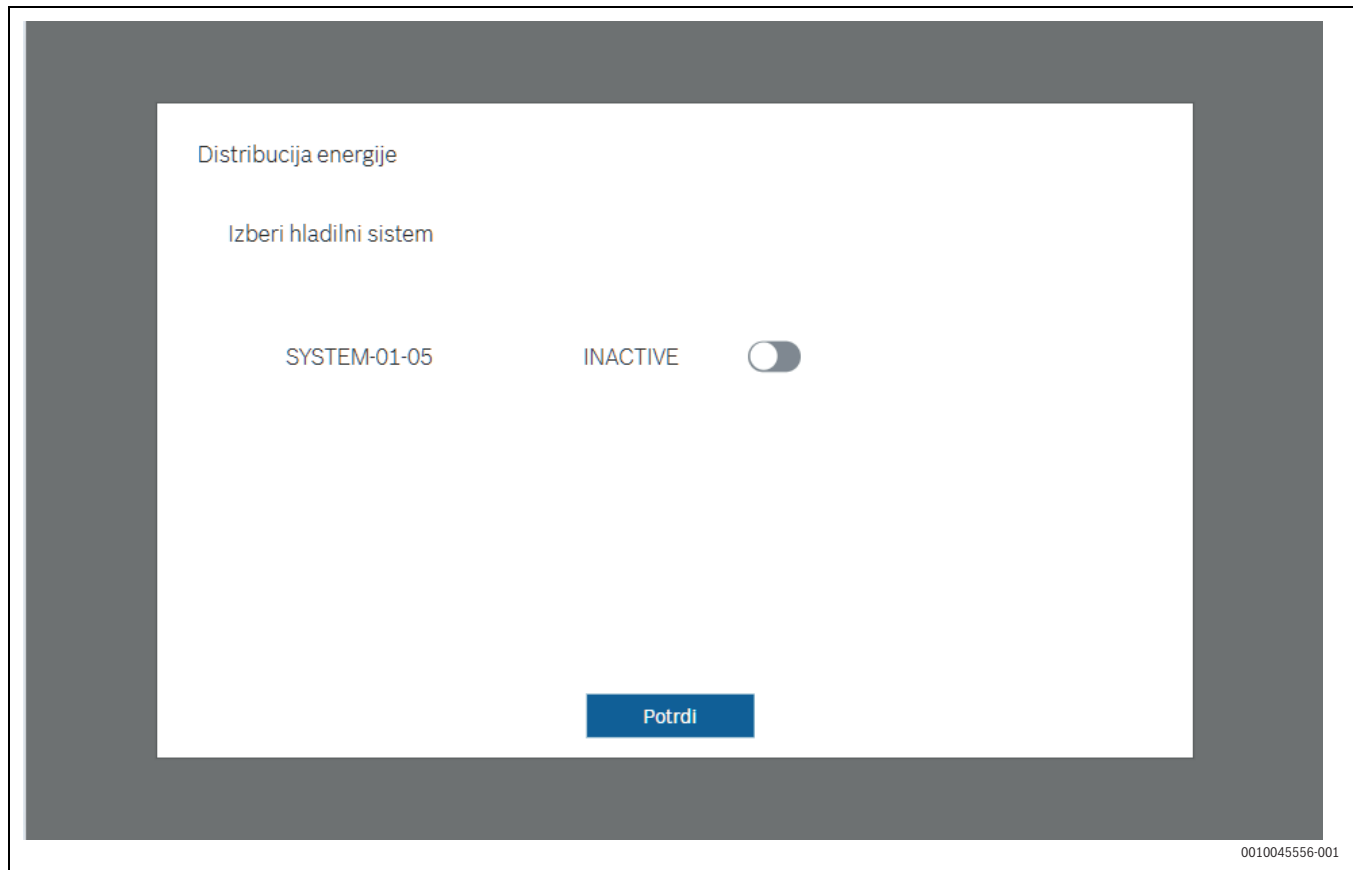 Distribucija energije
Izberi hladilni sistem
SYSTEM-01-05 INACTIVE
Potrdi
0010045556-001